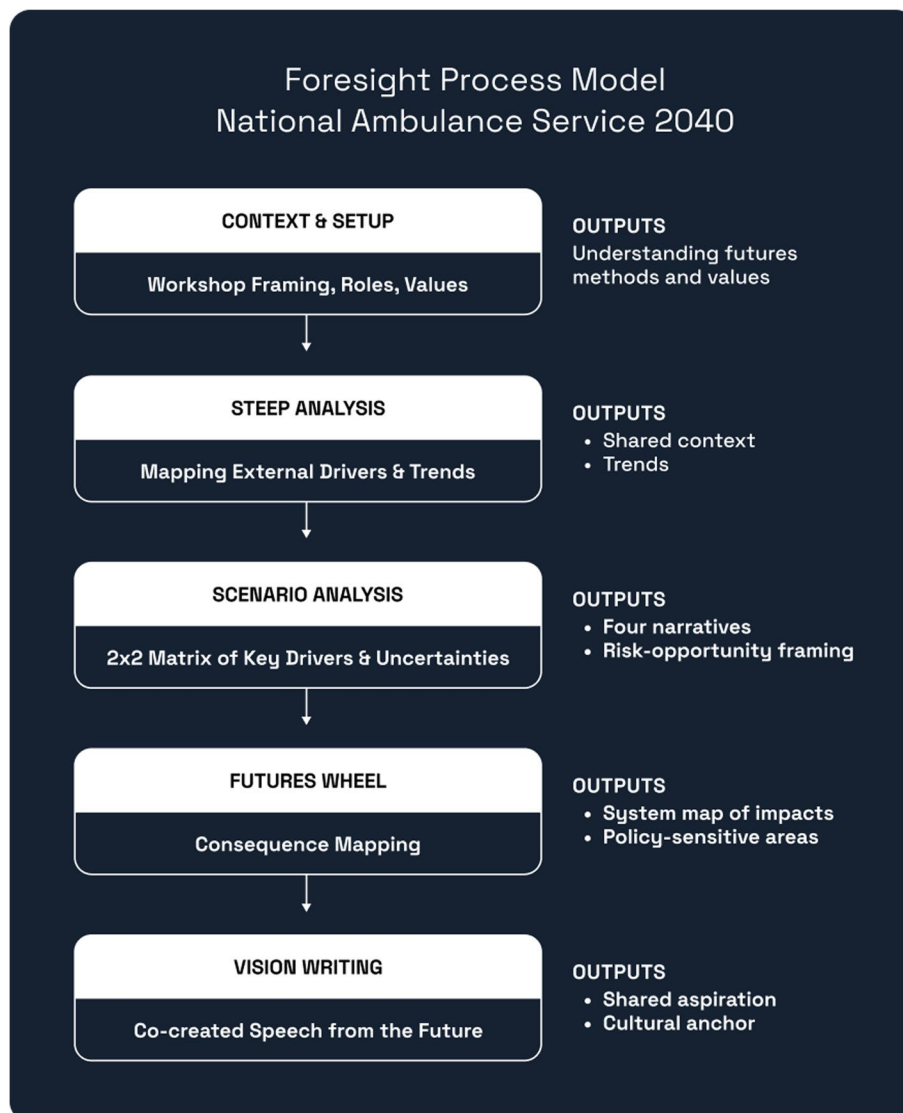 Foresight Process Model
National Ambulance Service 2040
CONTEXT & SETUP
Workshop Framing, Roles, Values
OUTPUTS
Understanding futures
methods and values
STEEP ANALYSIS
Mapping External Drivers & Trends
OUTPUTS
• Shared context
• Trends
SCENARIO ANALYSIS
2x2 Matrix of Key Drivers & Uncertainties
OUTPUTS
• Four narratives
• Risk-opportunity framing
FUTURES WHEEL
Consequence Mapping
OUTPUTS
• System map of impacts
• Policy-sensitive areas
VISION WRITING
Co-created Speech from the Future
OUTPUTS
• Shared aspiration
• Cultural anchor